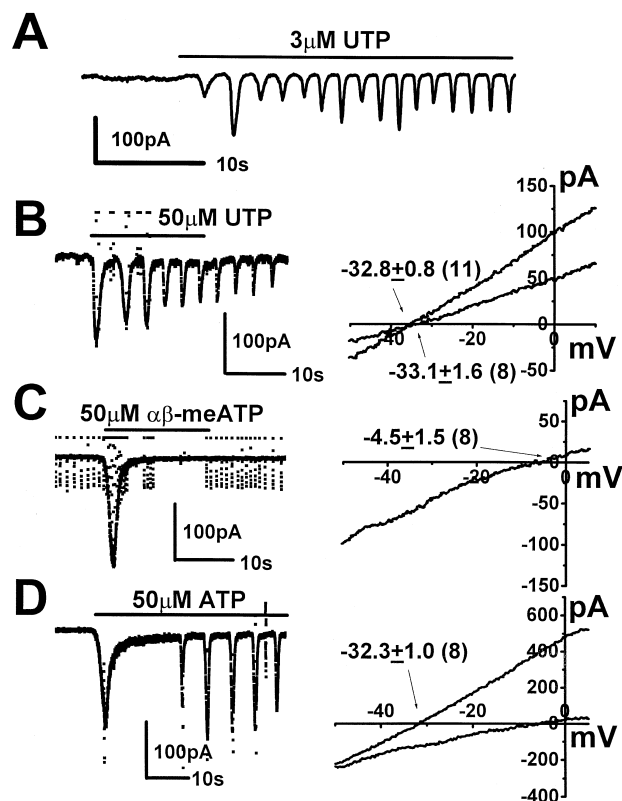 A
3μM UTP
100pA
10s
B
50μM UTP
100pA
10s
150
pA
100
50
-32.8±0.8 (11)
-40
-20
0
mV
-33.1±1.6 (8)
-50
C
50μM αβ-meATP
100pA
10s
pA
50
-4.5±1.5 (8)
-20
0
mV
-50
-100
-150
D
50μM ATP
100pA
10s
600
pA
400
-32.3±1.0 (8)
200
-40
-20
0
mV
-200
-400